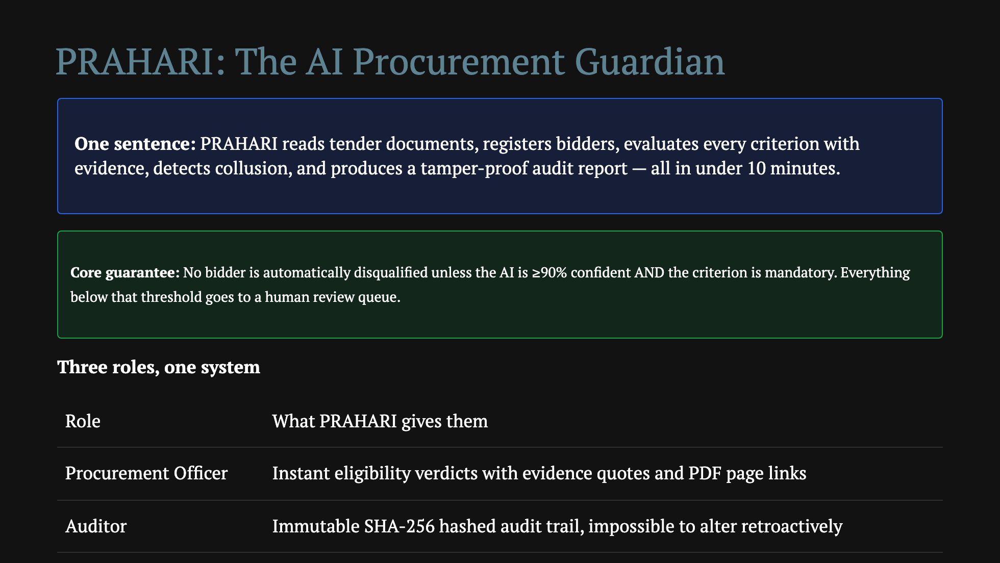 PRAHARI: The AI Procurement Guardian
One sentence: PRAHARI reads tender documents, registers bidders, evaluates every criterion with
evidence, detects collusion, and produces a tamper-proof audit report — all in under 10 minutes.
Core guarantee: No bidder is automatically disqualified unless the AI is ≥90% confident AND the criterion is mandatory. Everything
below that threshold goes to a human review queue.
Three roles, one system
Role What PRAHARI gives them
Procurement Officer Instant eligibility verdicts with evidence quotes and PDF page links
Auditor Immutable SHA-256 hashed audit trail, impossible to alter retroactively